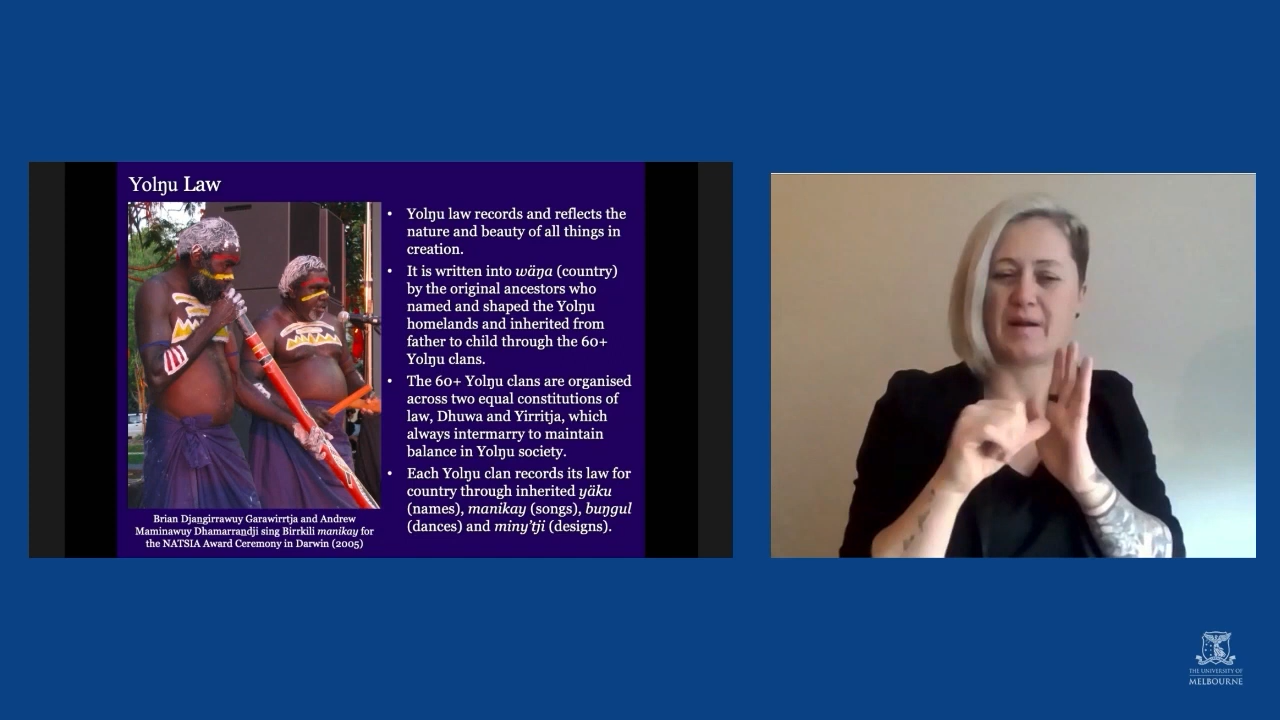 Yolŋu Law
• Yolŋu law records and reflects the
nature and beauty of all things in
creation.
• It is written into wäŋa (country)
by the original ancestors who
named and shaped the Yolŋu
homelands and inherited from
father to child through the 60+
Yolŋu clans.
• The 60+ Yolŋu clans are organised
across two equal constitutions of
law, Dhuwa and Yirritja, which
always intermarry to maintain
balance in Yolŋu society.
• Each Yolŋu clan records its law for
country through inherited yäku
(names), manikay (songs), buŋgul
(dances) and miny’tji (designs).
Brian Djaŋgirrawuy Garawirrtja and Andrew
Maminawuy Dhamarraṉdji sing Birrkili manikay for
the NATSIA Award Ceremony in Darwin (2005)
THE UNIVERSITY OF
MELBOURNE